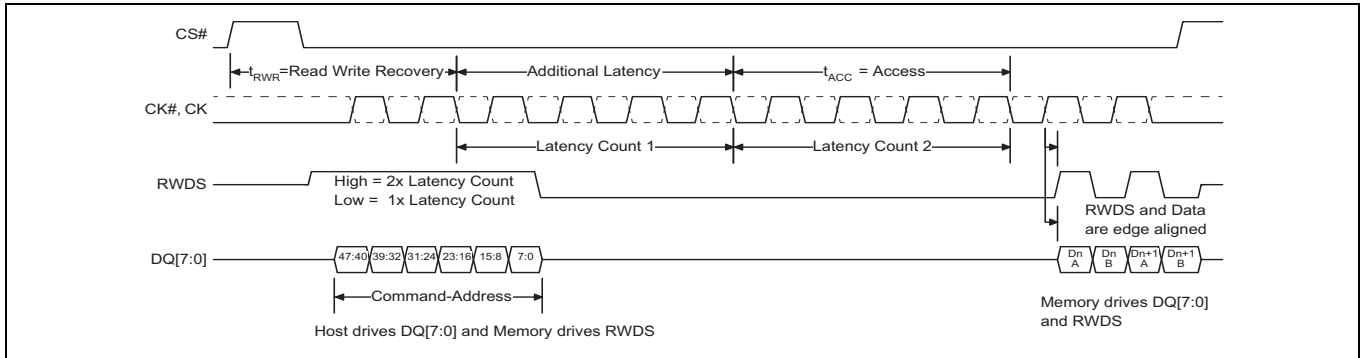 CS#
tRWR=Read Write Recovery
Additional Latency
tACC = Access
CK#, CK
Latency Count 1
Latency Count 2
RWDS
High = 2x Latency Count
Low = 1x Latency Count
RWDS and Data
are edge aligned
DQ[7:0]
47:40 39:32 31:24 23:16 15:8 7:0
Dn
A
Dn
B
Dn+1
A
Dn+1
B
Command-Address
Host drives DQ[7:0] and Memory drives RWDS
Memory drives DQ[7:0]
and RWDS